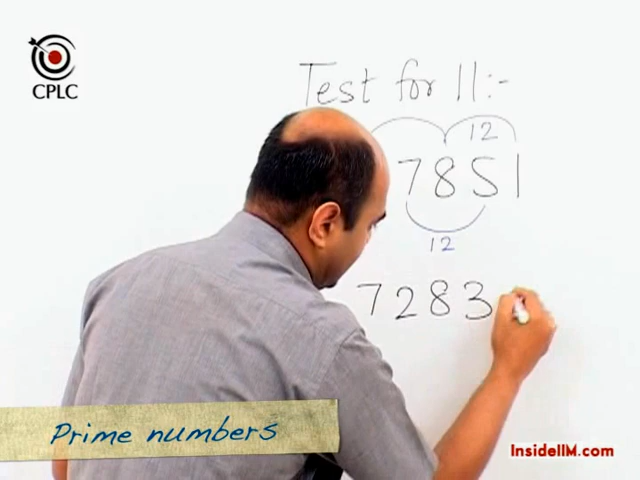 CPLC
Test for 11:-
12
7851
12
7283
Prime numbers
InsideIIM.com